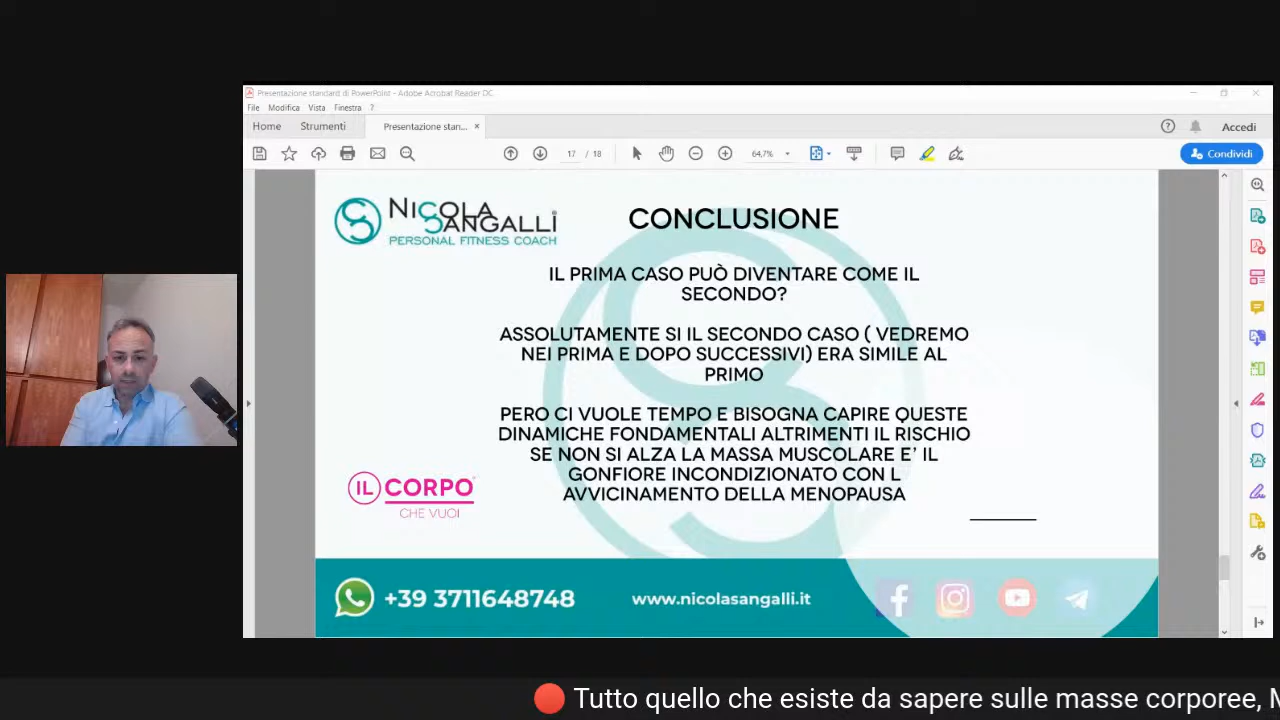 Presentazione standard di PowerPoint - Adobe Acrobat Reader DC
File Modifica Vista Finestra ?
Home Strumenti Presentazione stan... × Accedi
17 / 18 64,7% Condividi
NICOLA
SANGALLI
PERSONAL FITNESS COACH
CONCLUSIONE
IL PRIMA CASO PUÒ DIVENTARE COME IL
SECONDO?
ASSOLUTAMENTE SI IL SECONDO CASO ( VEDREMO
NEI PRIMA E DOPO SUCCESSIVI) ERA SIMILE AL
PRIMO
PERO CI VUOLE TEMPO E BISOGNA CAPIRE QUESTE
DINAMICHE FONDAMENTALI ALTRIMENTI IL RISCHIO
SE NON SI ALZA LA MASSA MUSCOLARE E' IL
GONFIORE INCONDIZIONATO CON L
AVVICINAMENTO DELLA MENOPAUSA
IL CORPO
CHE VUOI
+39 3711648748 www.nicolasangalli.it
Tutto quello che esiste da sapere sulle masse corporee,